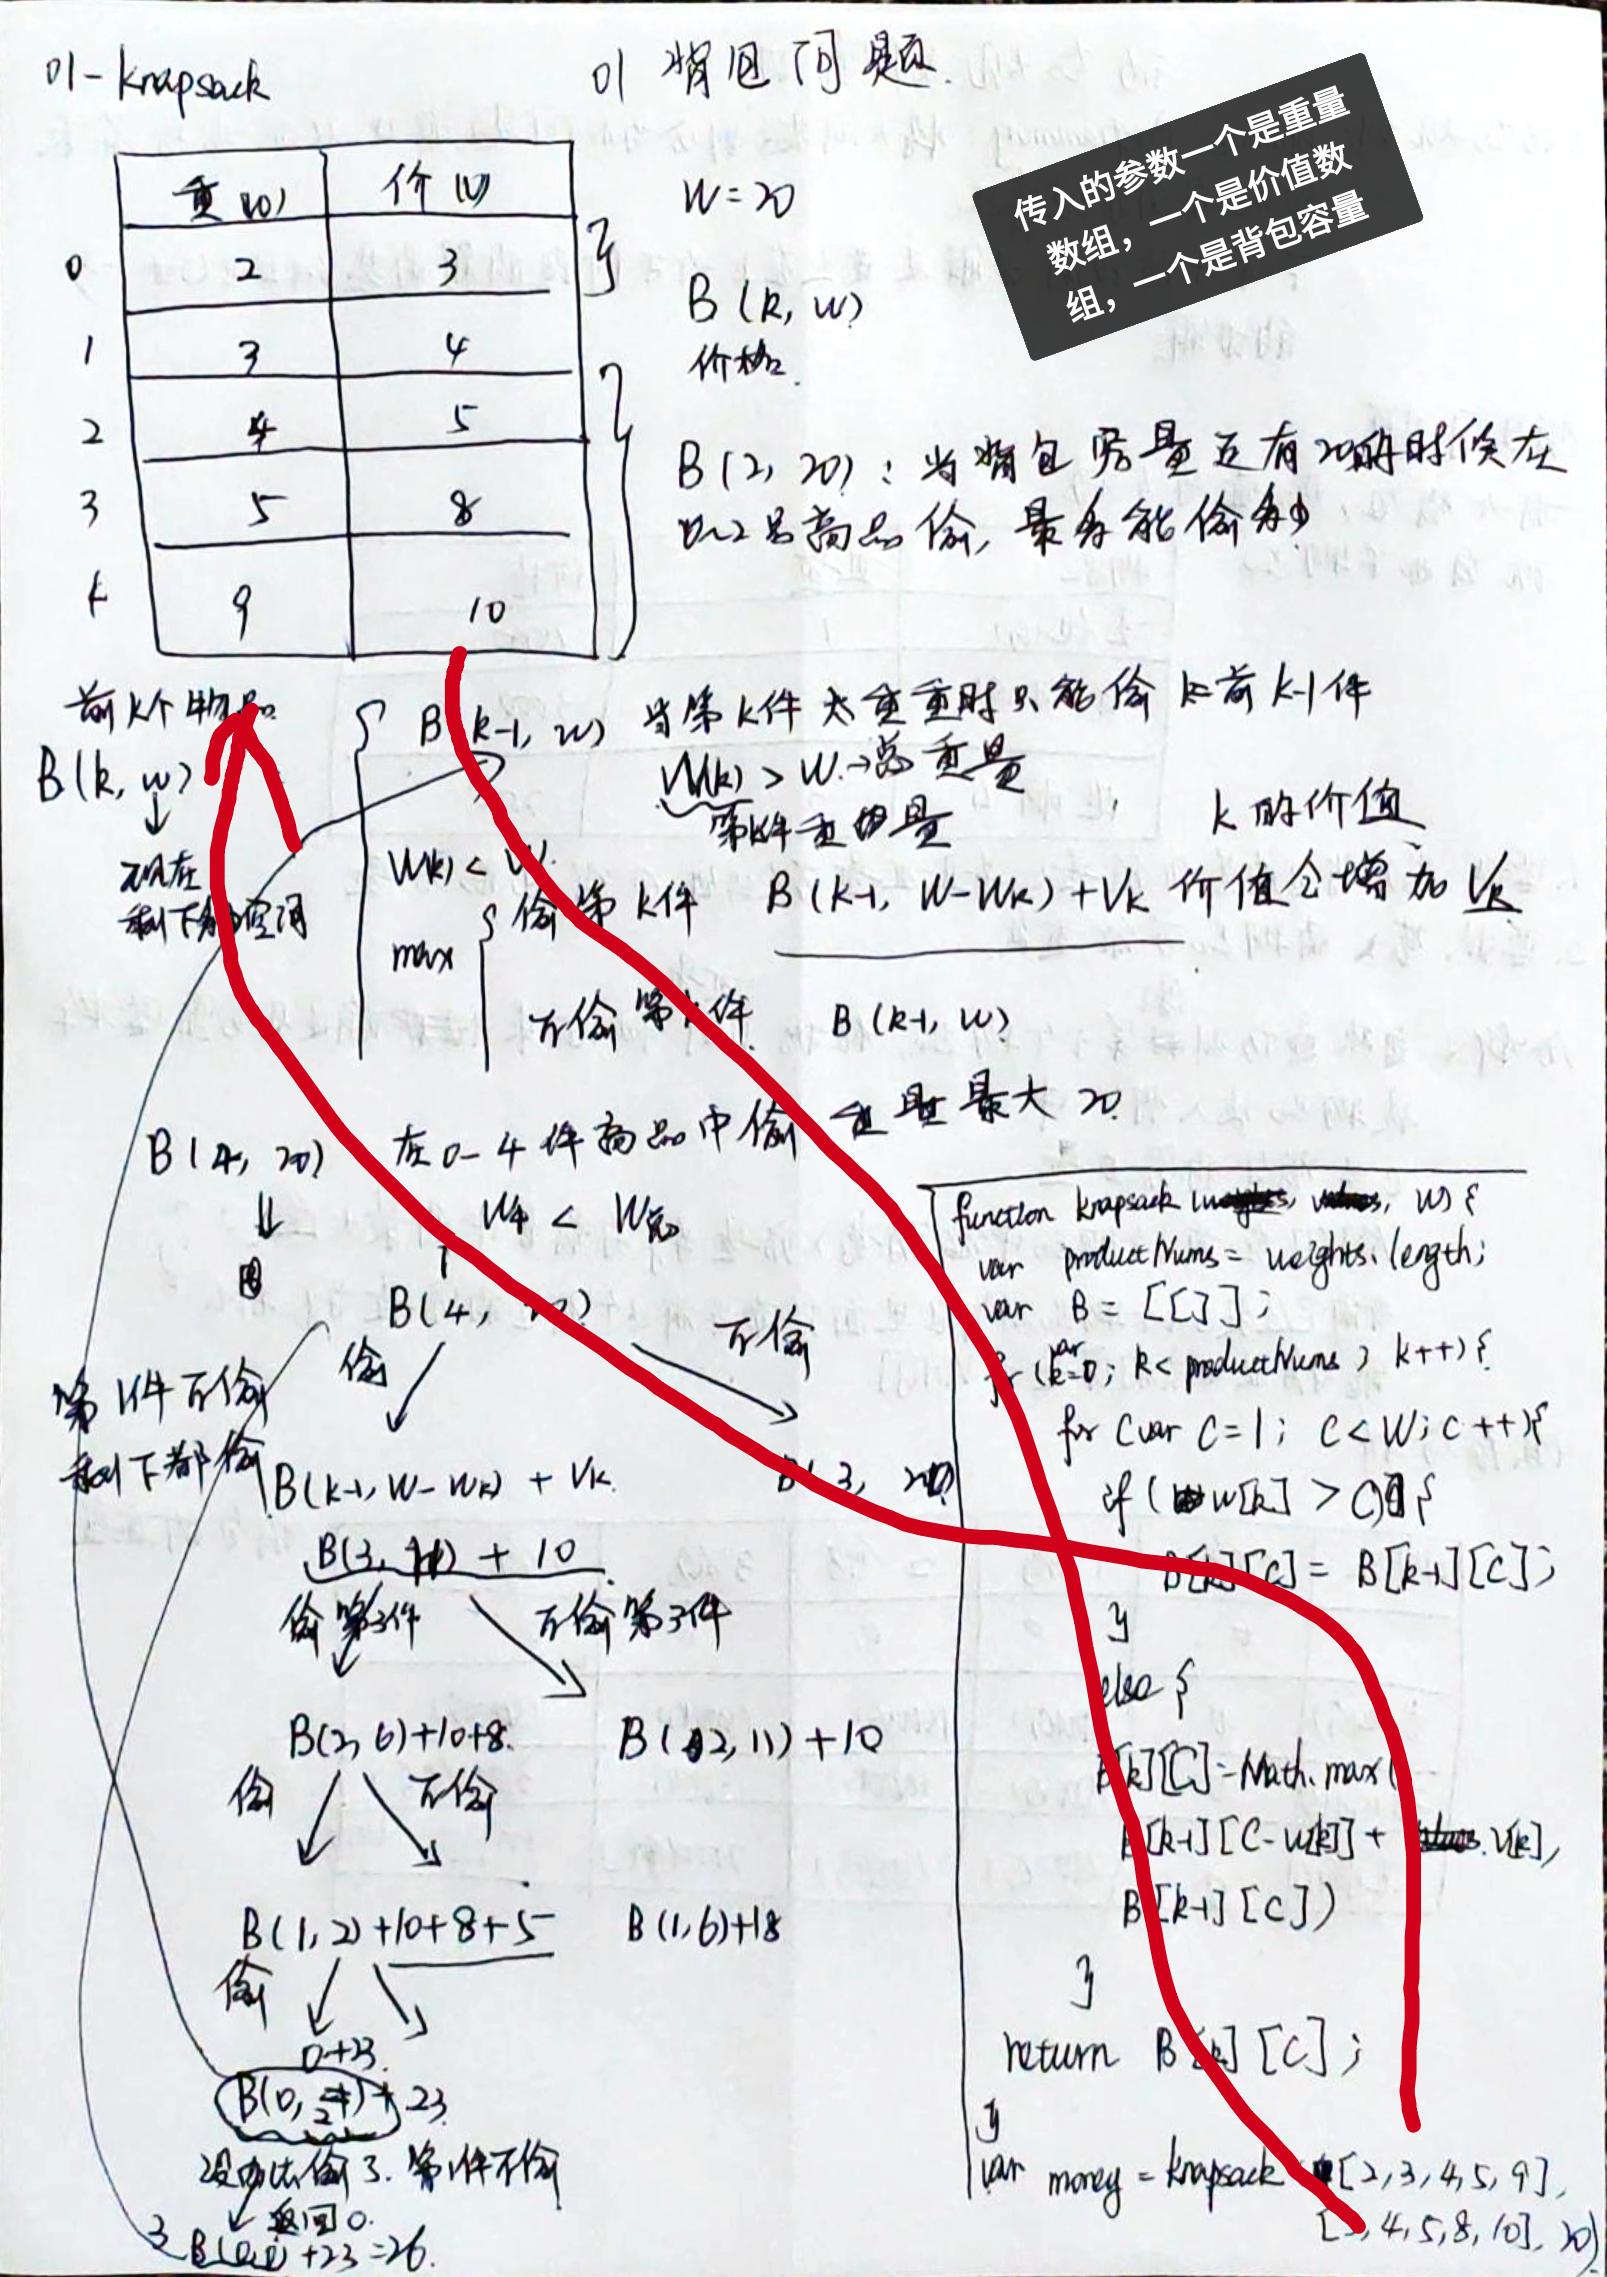 01-knapsack
01 背包问题.
传入的参数一个是重量
数组，一个是价值数
组，一个是背包容量
重(w) 价(v)
0 2 3
1 3 4
2 4 5
3 5 8
4 9 10
W=20
B(k, w)
价格.
B(2, 20): 当背包容量还有20的时候在
0~2号商品偷, 最多能偷多少
前k个物品
B(k, w)
现在
剩下的空间
B(k-1, w) 当第k件太重重时只能偷k前k-1件
W(k) > W →总重量
第k件重量
W(k) < W.
max
偷第k件 B(k-1, W-Wk)+Vk 价值会增加Vk
k的价值
不偷第k件. B(k-1, w)
B(4, 20) 在0-4件商品中偷 重量最大20.
W4 <
B(4, 20)
偷
不偷
第1件不偷
剩下都偷
B(k-1, W-Wk) + Vk.
B(3, 20)
B(3, 11) + 10
偷第3件 不偷第3件
B(2, 6)+10+8. B(2, 11)+10
偷 不偷
B(1, 2)+10+8+5 B(1, 6)+18
偷
0+23.
B(0, 2)+23.
没办法偷了. 第1件不偷
返回0.
3 +23=26.
function knapsack (w, v, W) {
var productNums = weights.length;
var B = [[]];
for (var k=0; k< productNums; k++) {
for (var C=1; C<W; C++){
if (w[k] > C) {
B[k][C] = B[k-1][C];
}
else {
B[k][C]=Math.max(
B[k-1][C-w[k]] + v[k],
B[k-1][C])
}
return B[k][C];
}
var money = knapsack ([2,3,4,5,9],
[3,4,5,8,10], 20)